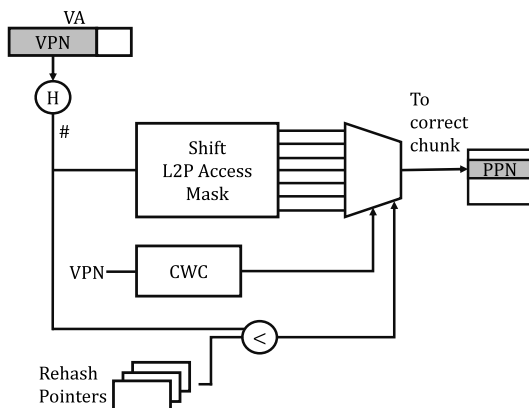 VA
VPN
H
#
To
correct
chunk
Shift
L2P Access
Mask
PPN
VPN
CWC
<
Rehash
Pointers